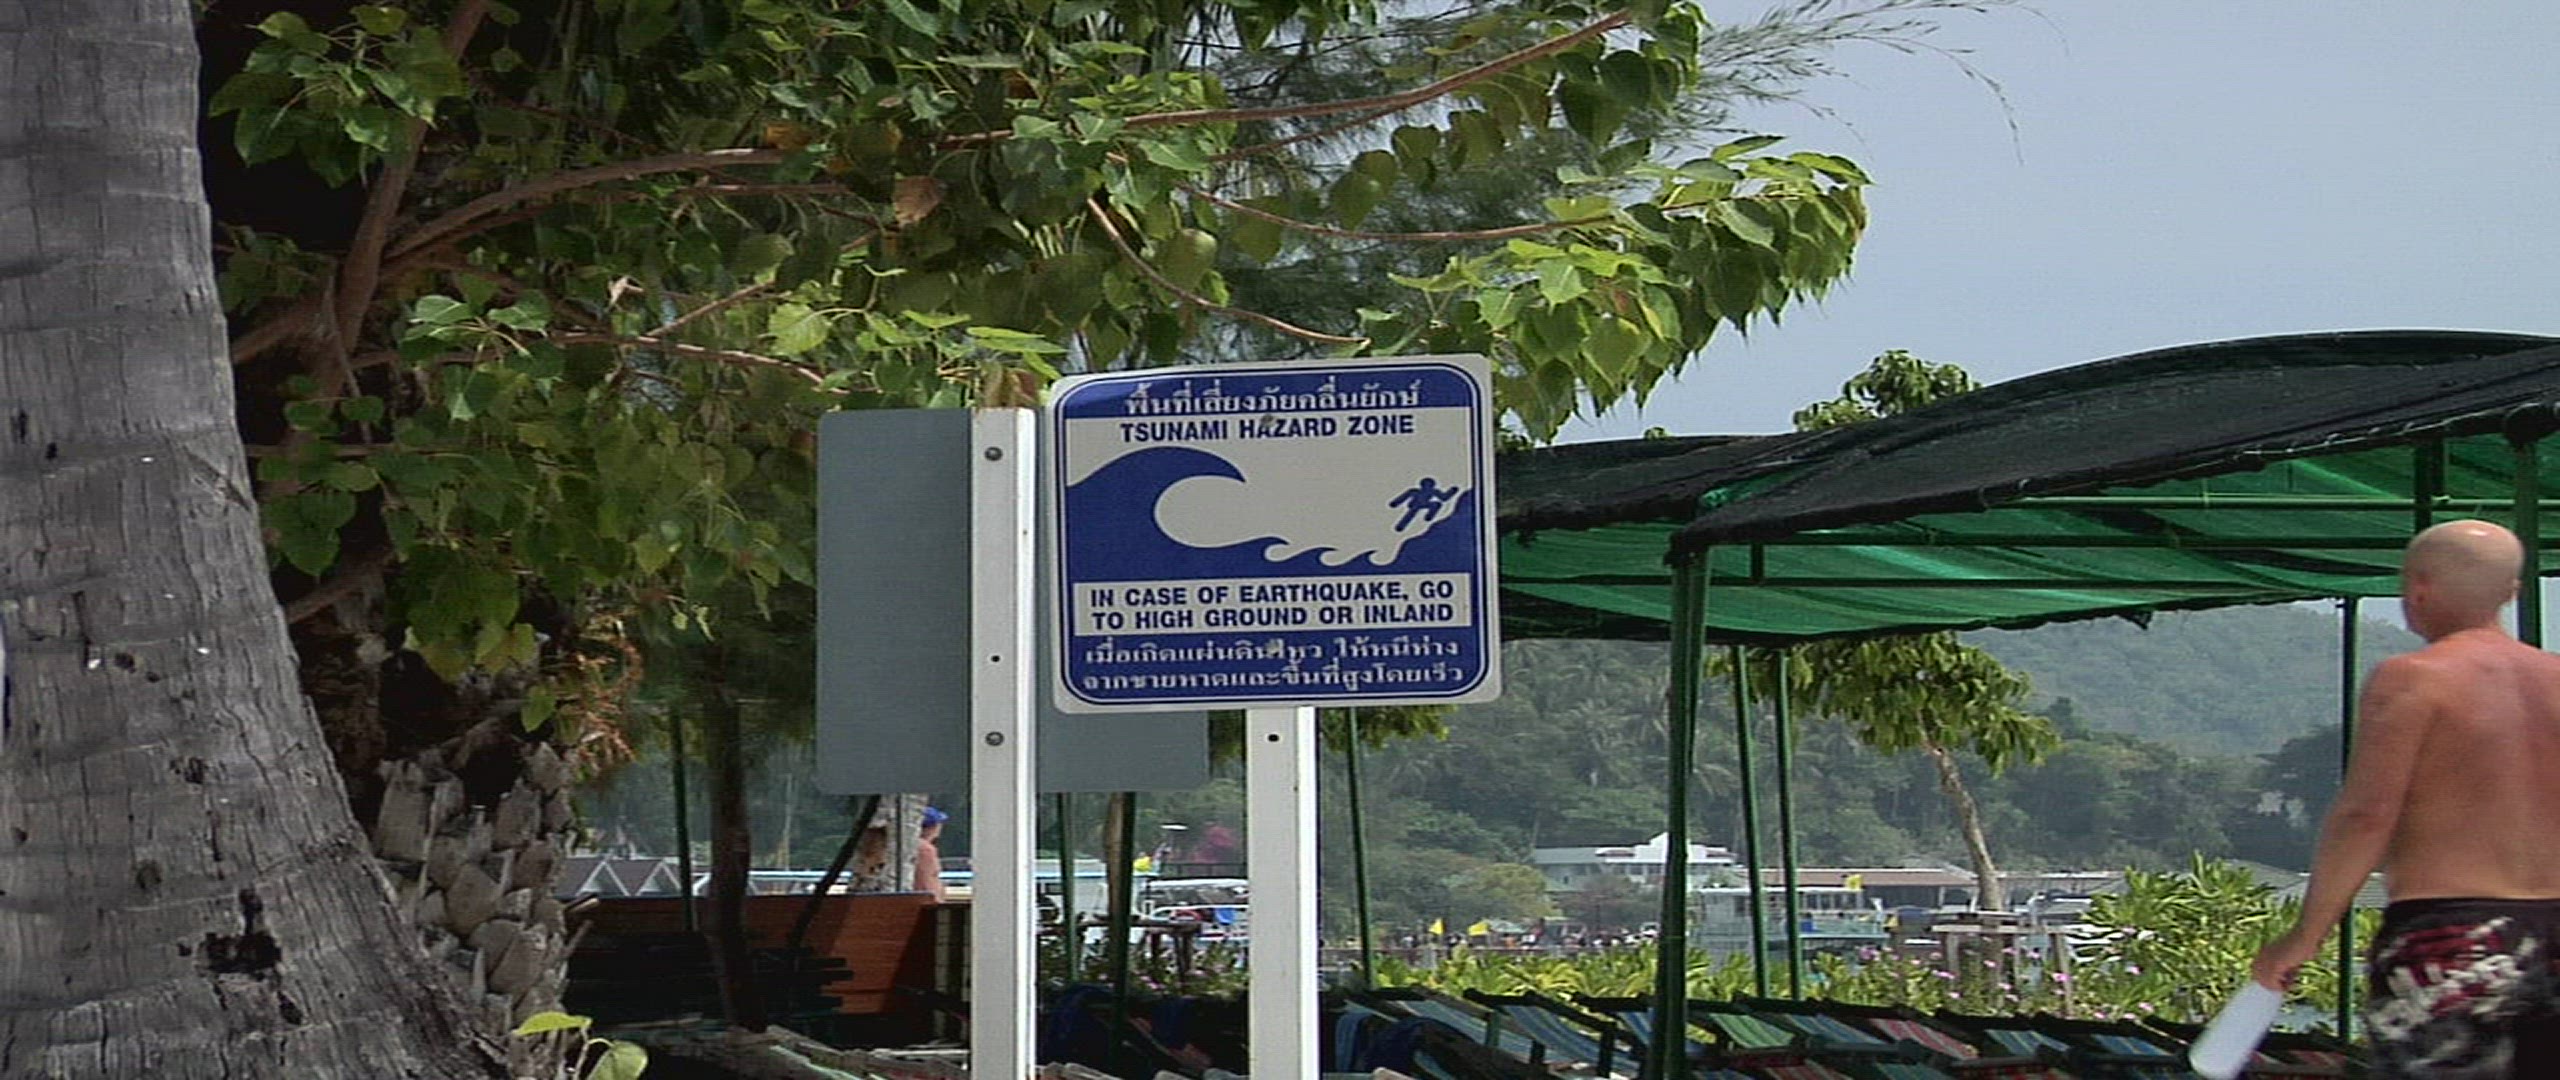 พื้นที่เสี่ยงภัยคลื่นยักษ์
TSUNAMI HAZARD ZONE
IN CASE OF EARTHQUAKE, GO
TO HIGH GROUND OR INLAND
เมื่อเกิดแผ่นดินไหว ให้หนีห่าง
จากชายหาดและขึ้นที่สูงโดยเร็ว